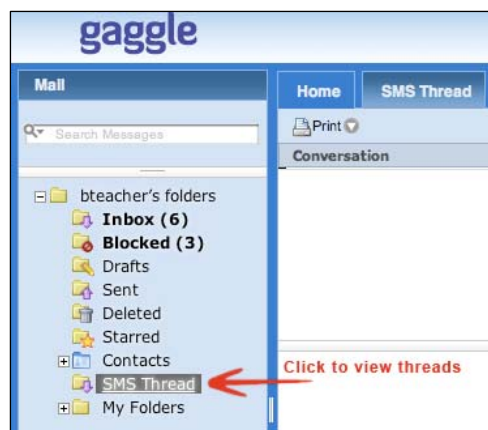 gaggle
Mail
Home
SMS Thread
Search Messages
Print
Conversation
bteacher's folders
Inbox (6)
Blocked (3)
Drafts
Sent
Deleted
Starred
Contacts
SMS Thread
Click to view threads
My Folders